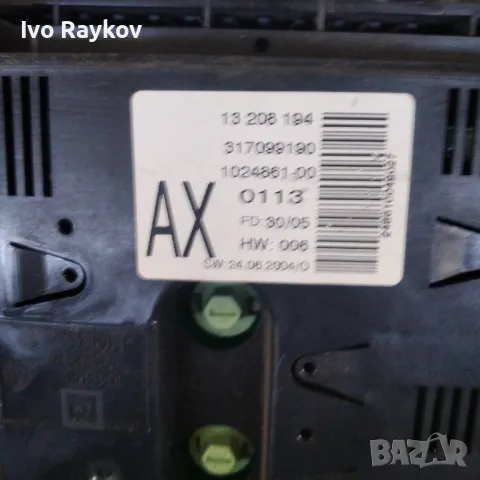 Ivo Raykov
13 208 194
317099190
1024861-00
0113
AX
FD: 30/05
HW: 006
SW: 24.06.2004/0
GM
BAZAR